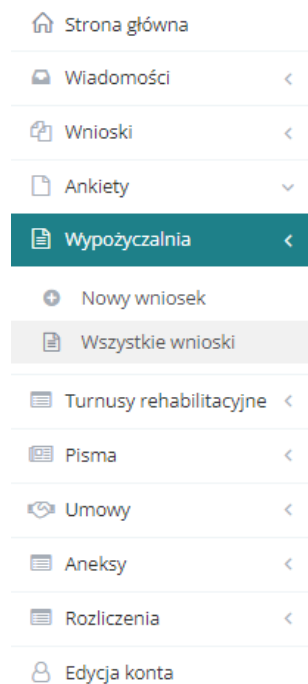 Strona główna
Wiadomości
Wnioski
Ankiety
Wypożyczalnia
Nowy wniosek
Wszystkie wnioski
Turnusy rehabilitacyjne
Pisma
Umowy
Aneksy
Rozliczenia
Edycja konta